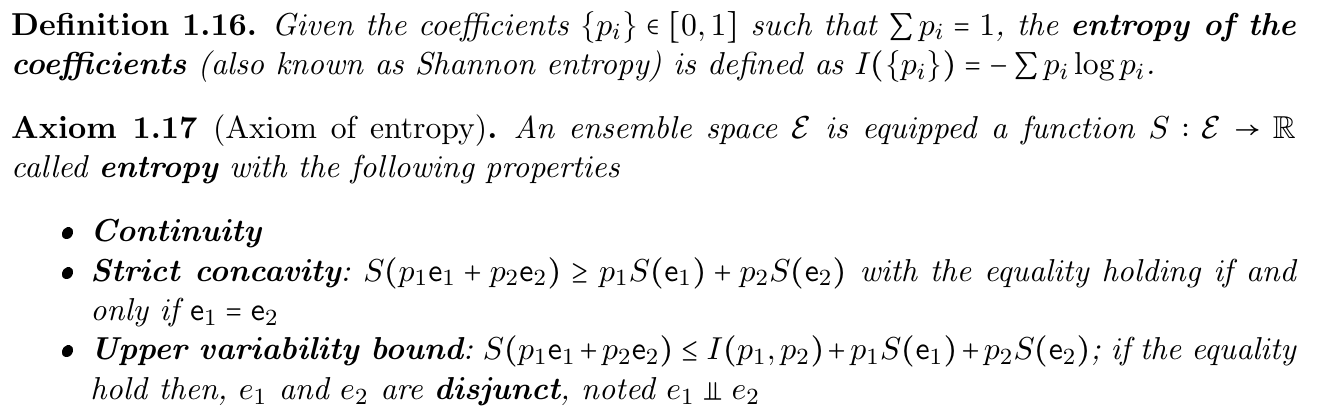 Definition 1.16. Given the coefficients {pᵢ} ∈ [0, 1] such that ∑ pᵢ = 1, the entropy of the
coefficients (also known as Shannon entropy) is defined as I({pᵢ}) = − ∑ pᵢ log pᵢ.
Axiom 1.17 (Axiom of entropy). An ensemble space ℰ is equipped a function S : ℰ → ℝ
called entropy with the following properties
• Continuity
• Strict concavity: S(p₁e₁ + p₂e₂) ≥ p₁S(e₁) + p₂S(e₂) with the equality holding if and
only if e₁ = e₂
• Upper variability bound: S(p₁e₁+p₂e₂) ≤ I(p₁, p₂)+p₁S(e₁)+p₂S(e₂); if the equality
hold then, e₁ and e₂ are disjunct, noted e₁ ⫫ e₂